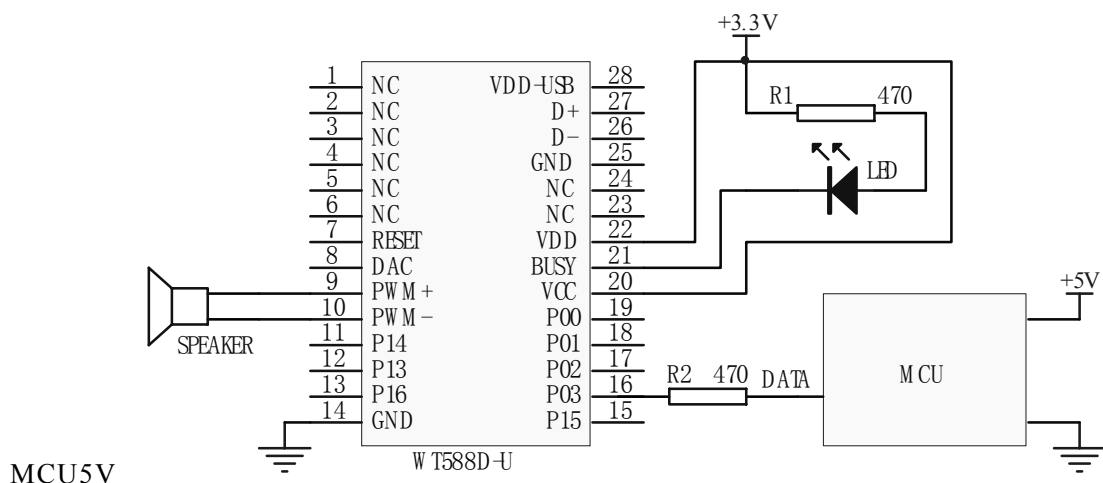 +3.3V
1 NC VDD-USB 28
2 NC D+ 27
3 NC D- 26
4 NC GND 25
5 NC NC 24
6 NC NC 23
7 RESET VDD 22
8 DAC BUSY 21
9 PWM+ VCC 20
10 PWM- P00 19
11 P14 P01 18
12 P13 P02 17
13 P16 P03 16
14 GND P15 15
WT588D-U
SPEAKER
R1 470
LED
R2 470 DATA
MCU
+5V
MCU5V